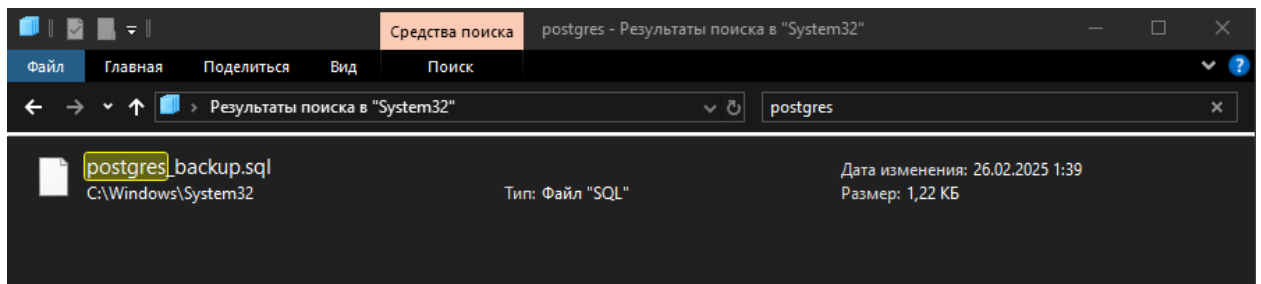 Средства поиска
postgres - Результаты поиска в "System32"
Файл Главная Поделиться Вид Поиск
Результаты поиска в "System32" postgres
postgres_backup.sql
C:\Windows\System32
Тип: Файл "SQL"
Дата изменения: 26.02.2025 1:39
Размер: 1,22 КБ